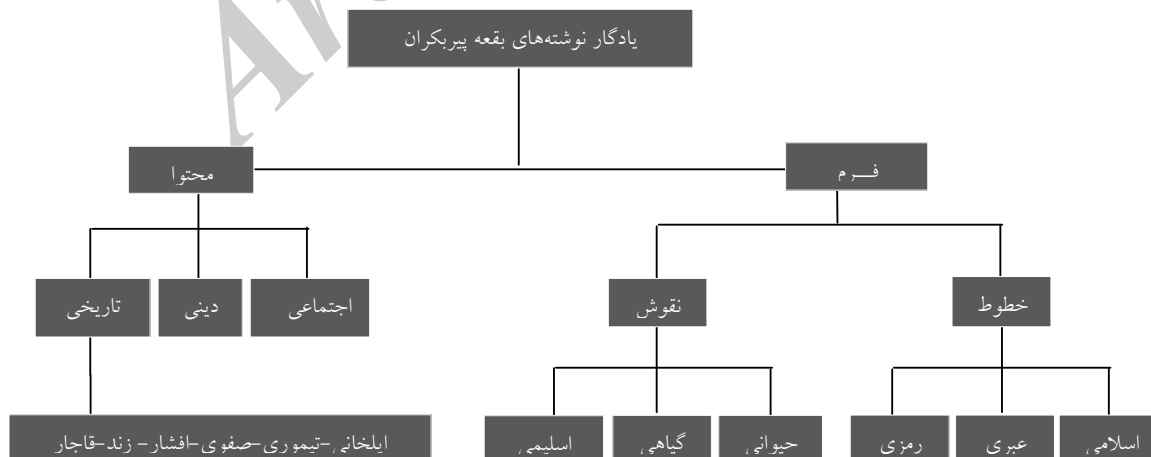 یادگار نوشته‌های بقعه پیربکران
فـــرم
محتوا
خطوط
نقوش
اجتماعی
دینی
تاریخی
اسلامی
عبری
رمزی
حیوانی
گیاهی
اسلیمی
ایلخانی-تیموری-صفوی-افشار- زند-قاجار